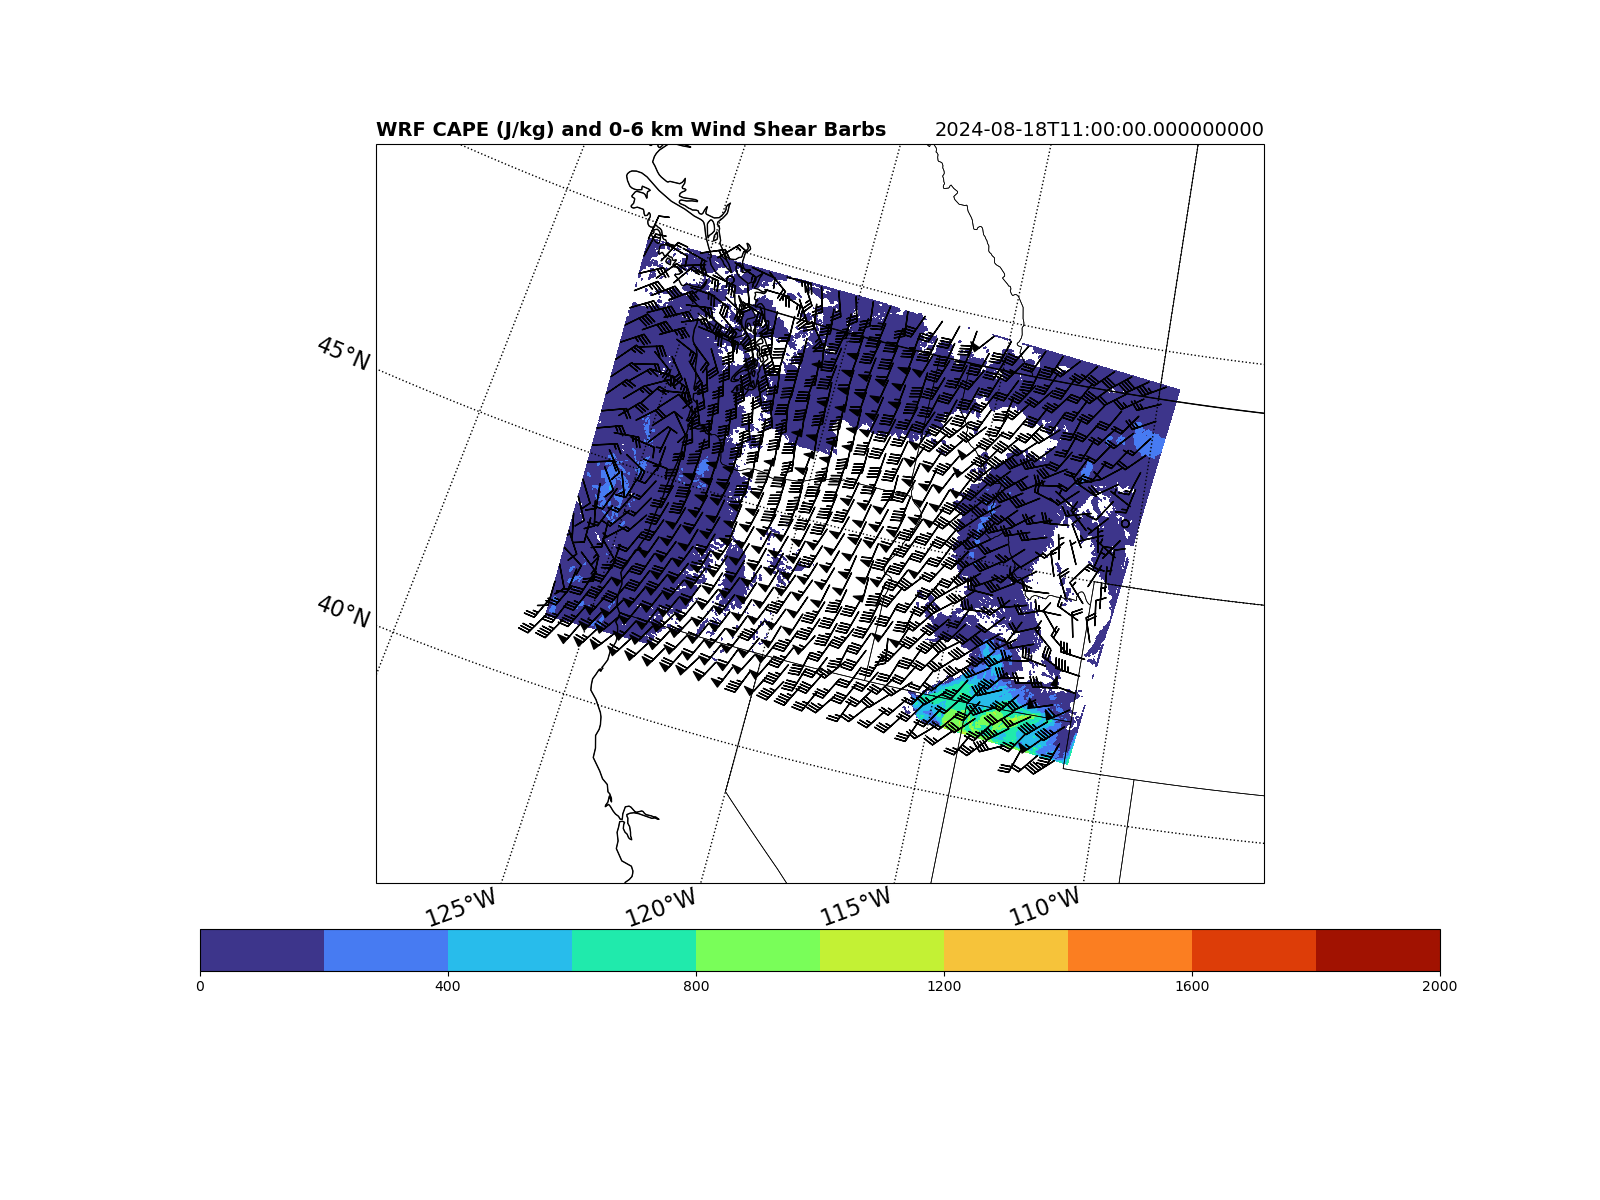 WRF CAPE (J/kg) and 0-6 km Wind Shear Barbs 2024-08-18T11:00:00.000000000
45°N
40°N
125°W 120°W 115°W 110°W
0 400 800 1200 1600 2000